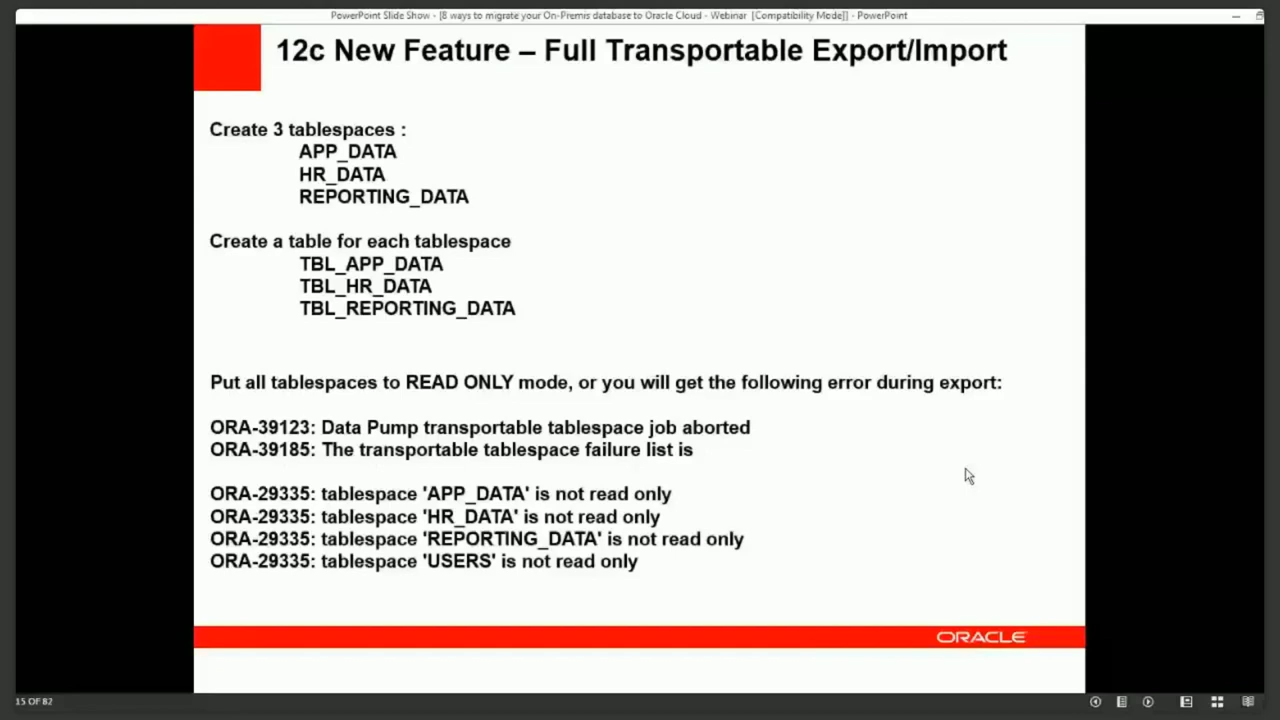 PowerPoint Slide Show - [8 ways to migrate your On-Premis database to Oracle Cloud - Webinar [Compatibility Mode]] - PowerPoint
12c New Feature – Full Transportable Export/Import
Create 3 tablespaces :
APP_DATA
HR_DATA
REPORTING_DATA
Create a table for each tablespace
TBL_APP_DATA
TBL_HR_DATA
TBL_REPORTING_DATA
Put all tablespaces to READ ONLY mode, or you will get the following error during export:
ORA-39123: Data Pump transportable tablespace job aborted
ORA-39185: The transportable tablespace failure list is
ORA-29335: tablespace 'APP_DATA' is not read only
ORA-29335: tablespace 'HR_DATA' is not read only
ORA-29335: tablespace 'REPORTING_DATA' is not read only
ORA-29335: tablespace 'USERS' is not read only
ORACLE
15 OF 82